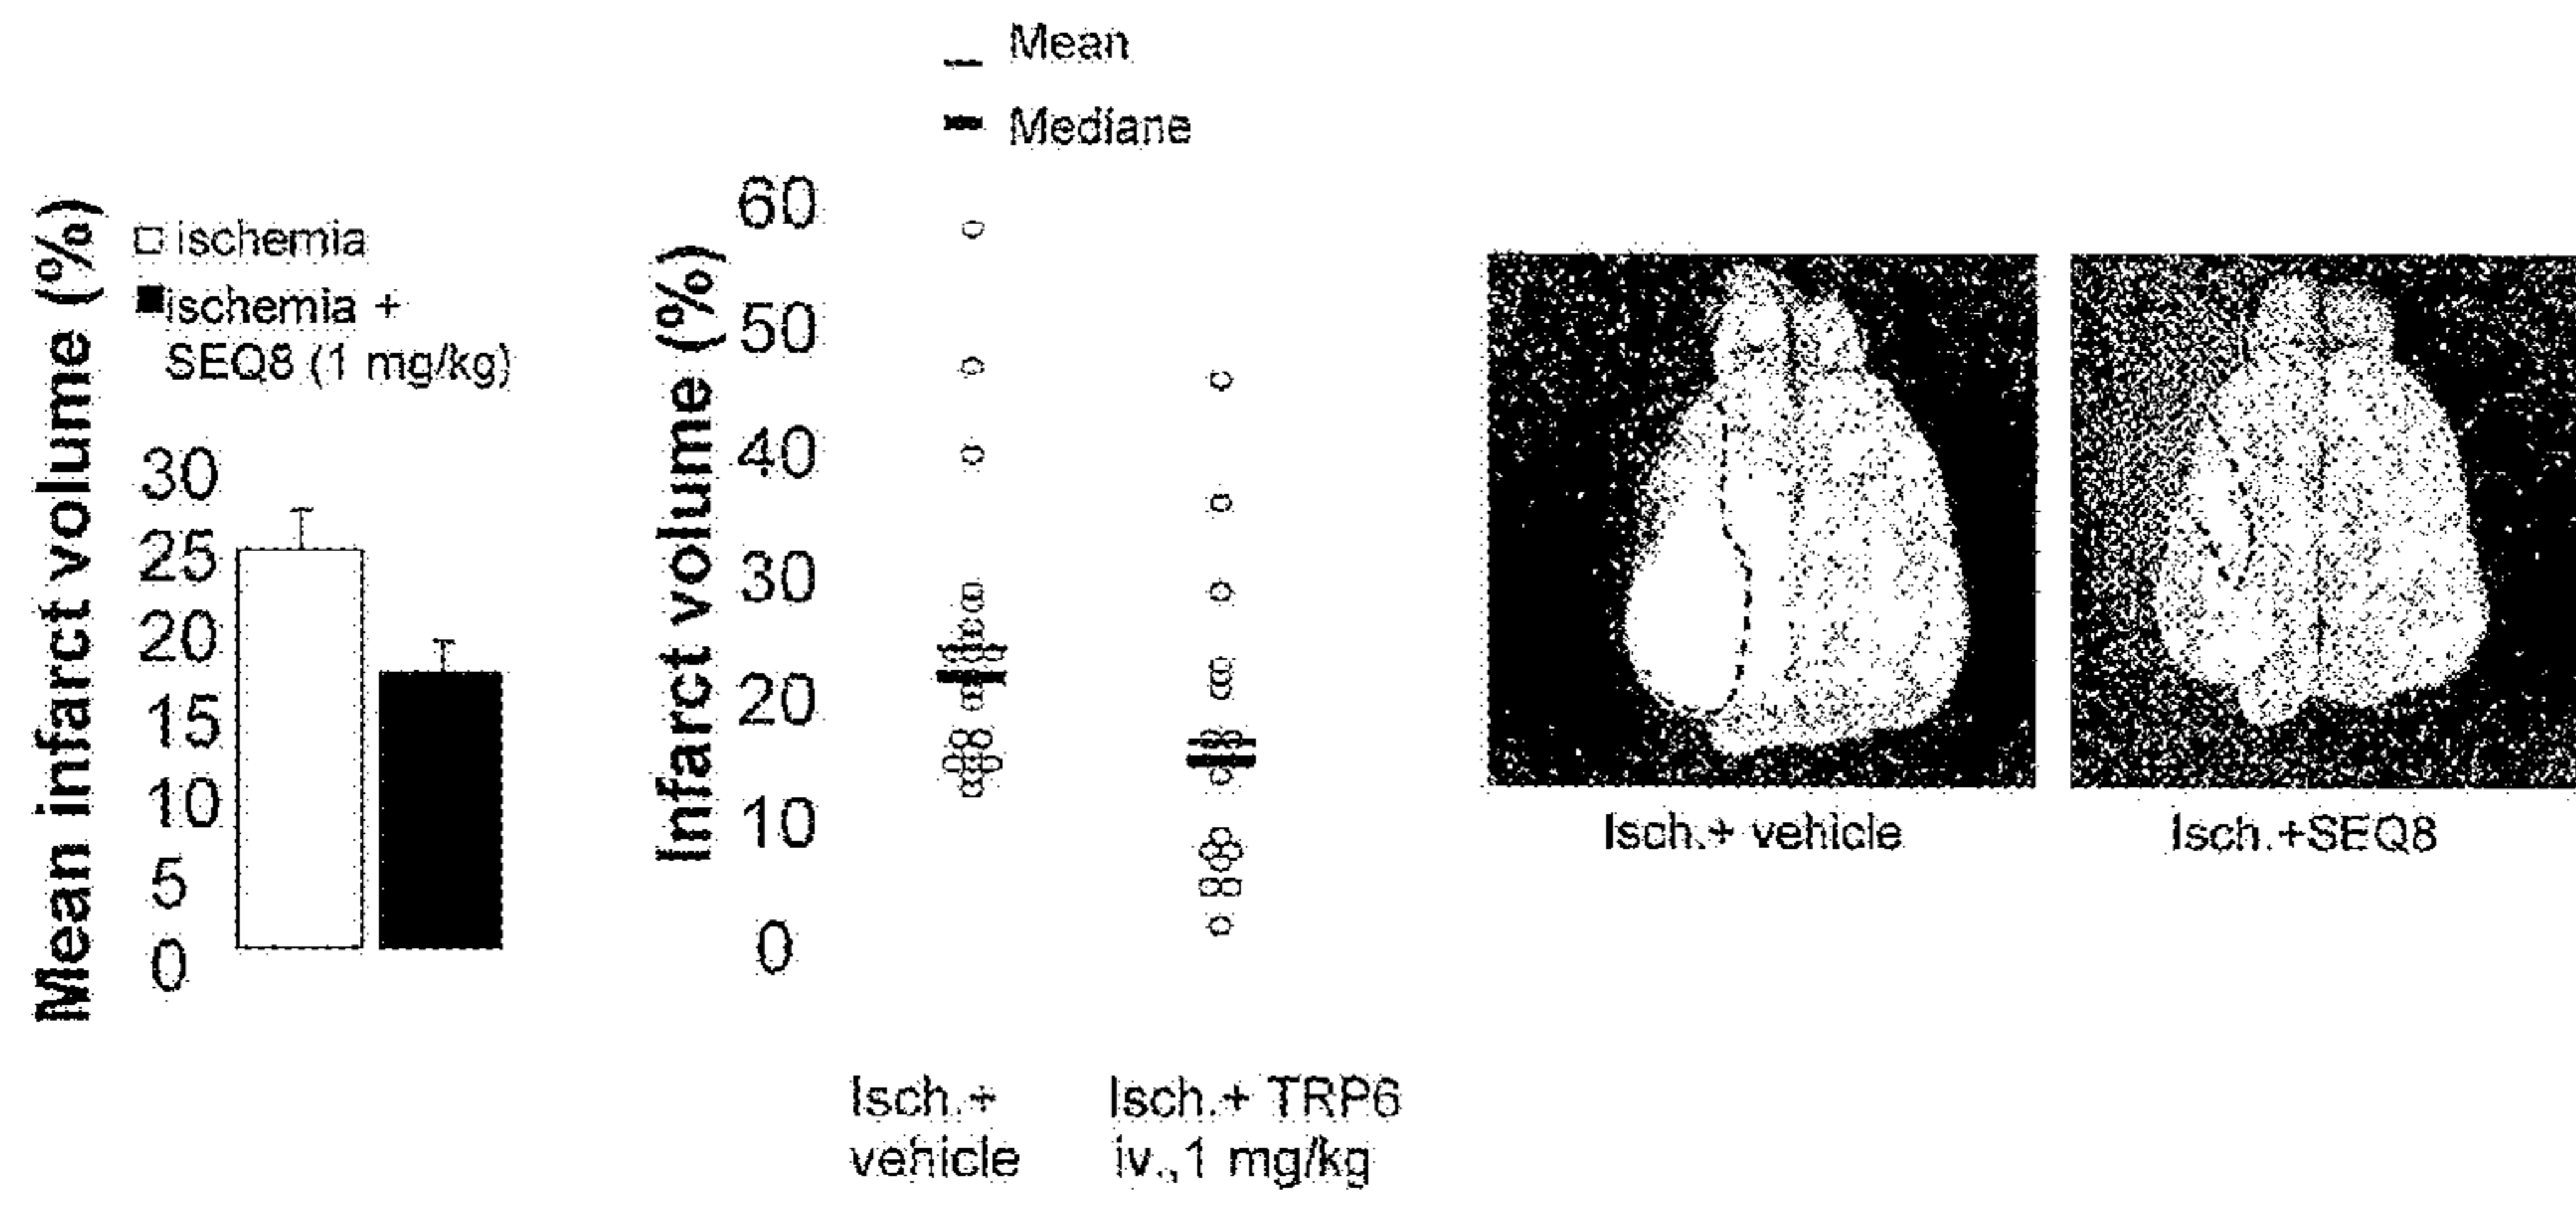 Mean infarct volume (%)
ischemia
ischemia +
SEQ8 (1 mg/kg)
30
25
20
15
10
5
0
Mean
Mediane
Infarct volume (%)
60
50
40
30
20
10
0
Isch.+
vehicle
Isch.+ TRP6
iv.,1 mg/kg
Isch.+ vehicle
Isch.+SEQ8